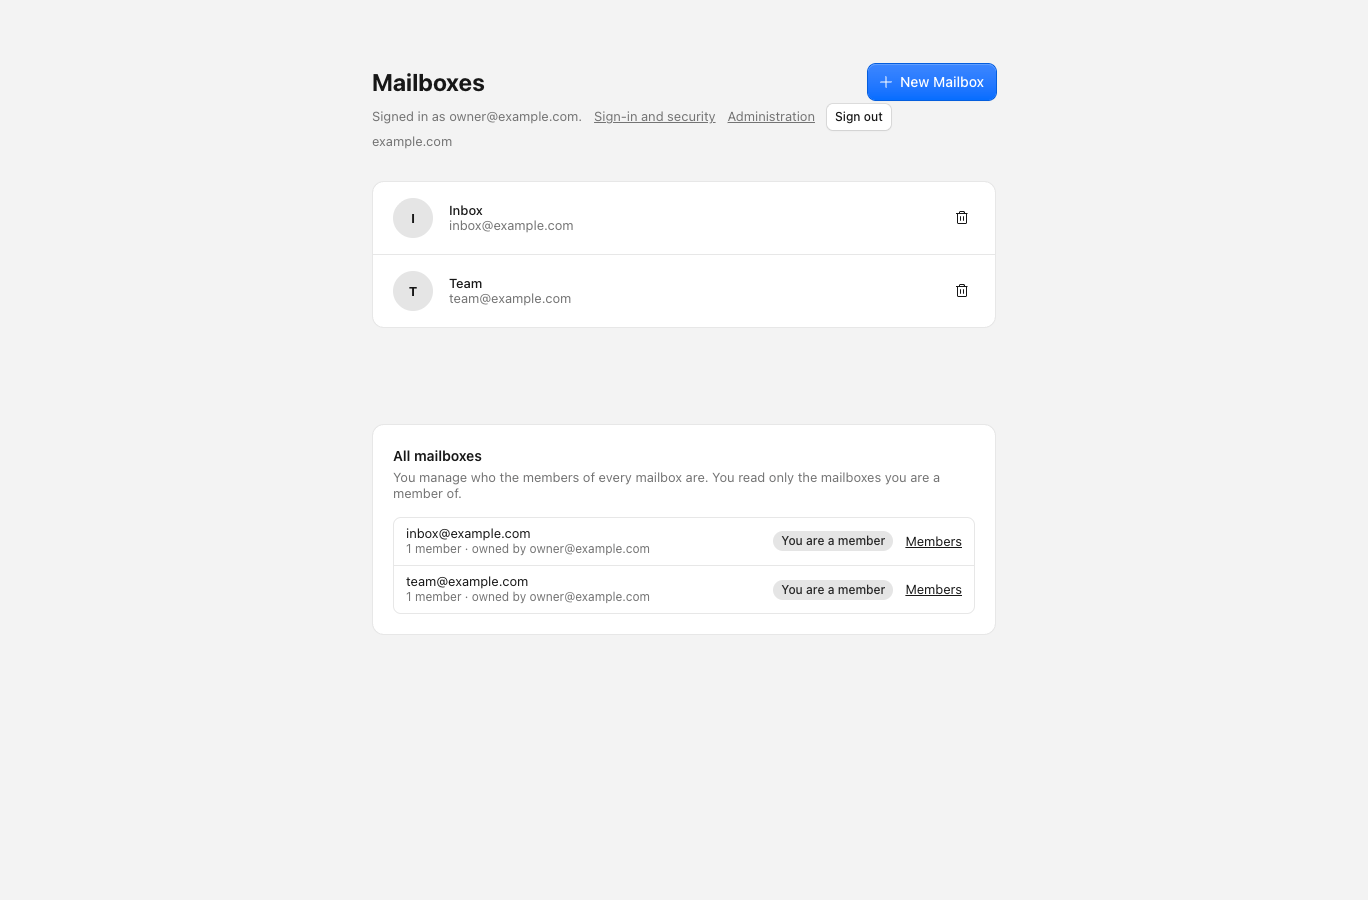 Mailboxes
New Mailbox
Signed in as owner@example.com. Sign-in and security Administration Sign out
example.com
I
Inbox
inbox@example.com
T
Team
team@example.com
All mailboxes
You manage who the members of every mailbox are. You read only the mailboxes you are a
member of.
inbox@example.com
1 member · owned by owner@example.com
You are a member Members
team@example.com
1 member · owned by owner@example.com
You are a member Members